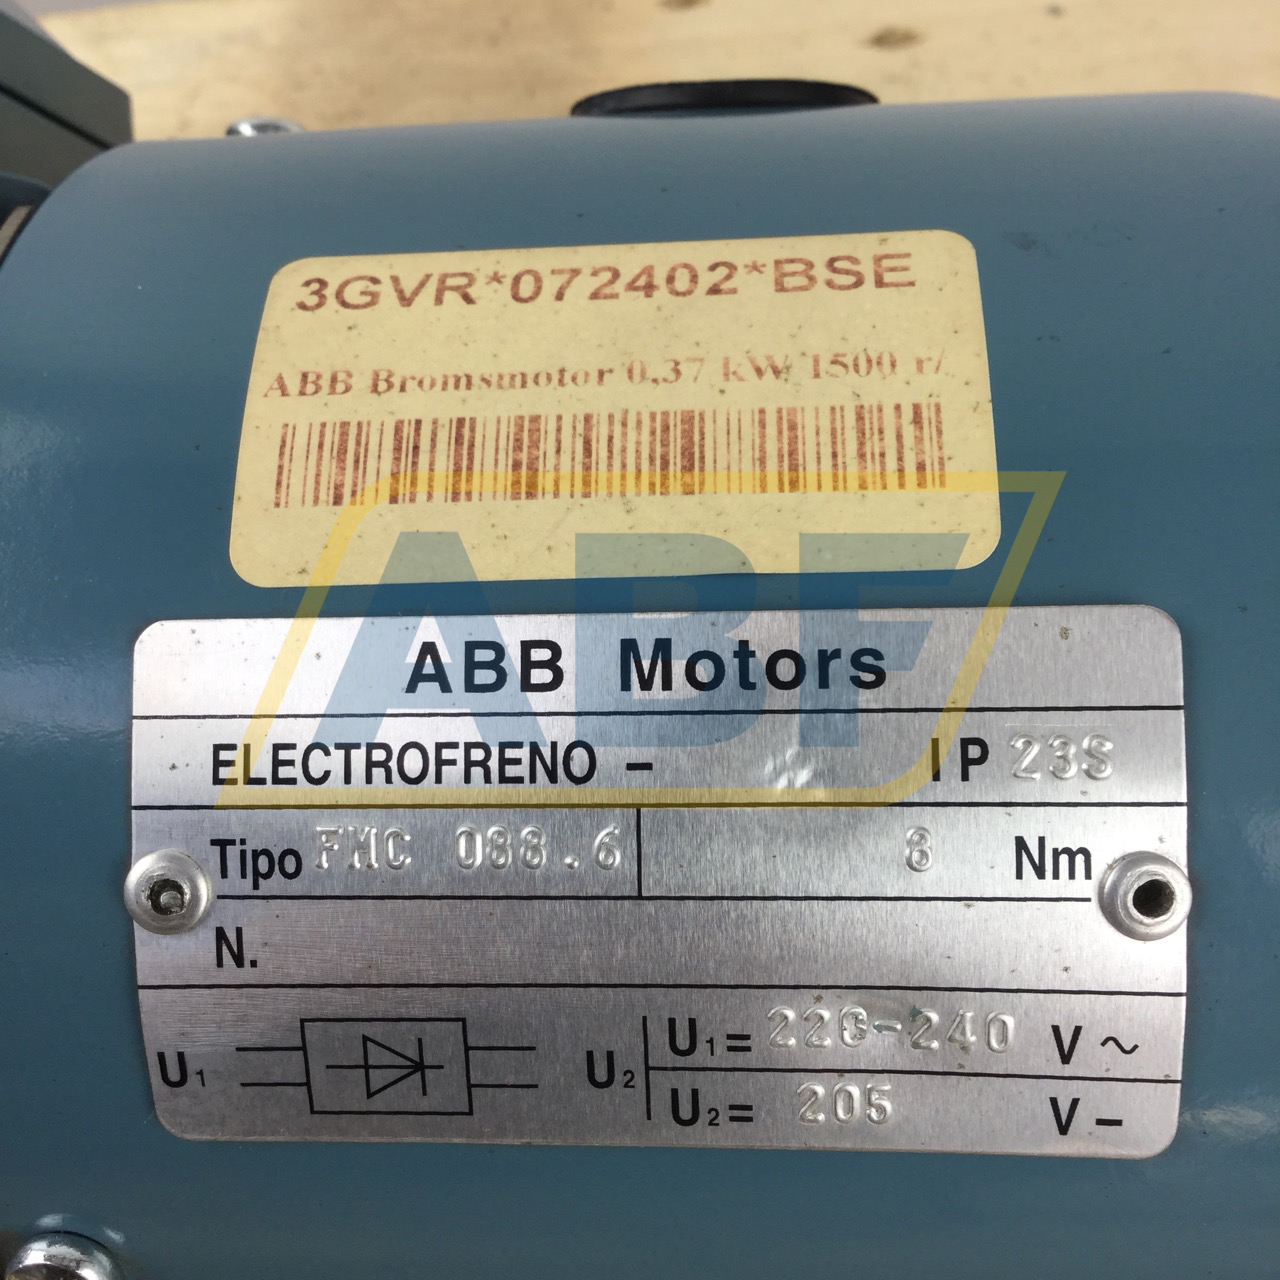 3GVR*072402*BSE
ABB Bromsmotor 0,37 kW 1500 r/
ABF
ABB Motors
ELECTROFRENO - IP 23S
Tipo FMC 088.6 8 Nm
N.
U1 U2 U1= 220-240 V~
U2= 205 V-